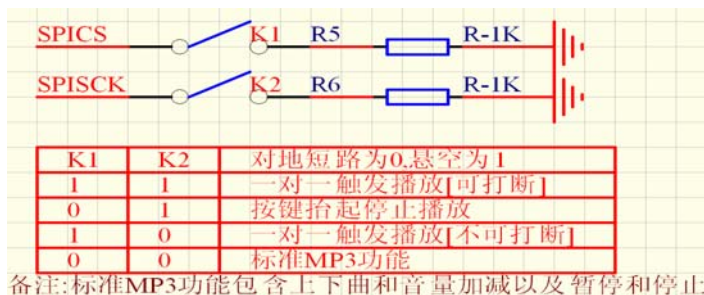 SPICS K1 R5 R-1K
SPISCK K2 R6 R-1K
K1 K2 对地短路为0,悬空为1
1 1 一对一触发播放[可打断]
0 1 按键抬起停止播放
1 0 一对一触发播放[不可打断]
0 0 标准MP3功能
备注:标准MP3功能包含上下曲和音量加减以及暂停和停止